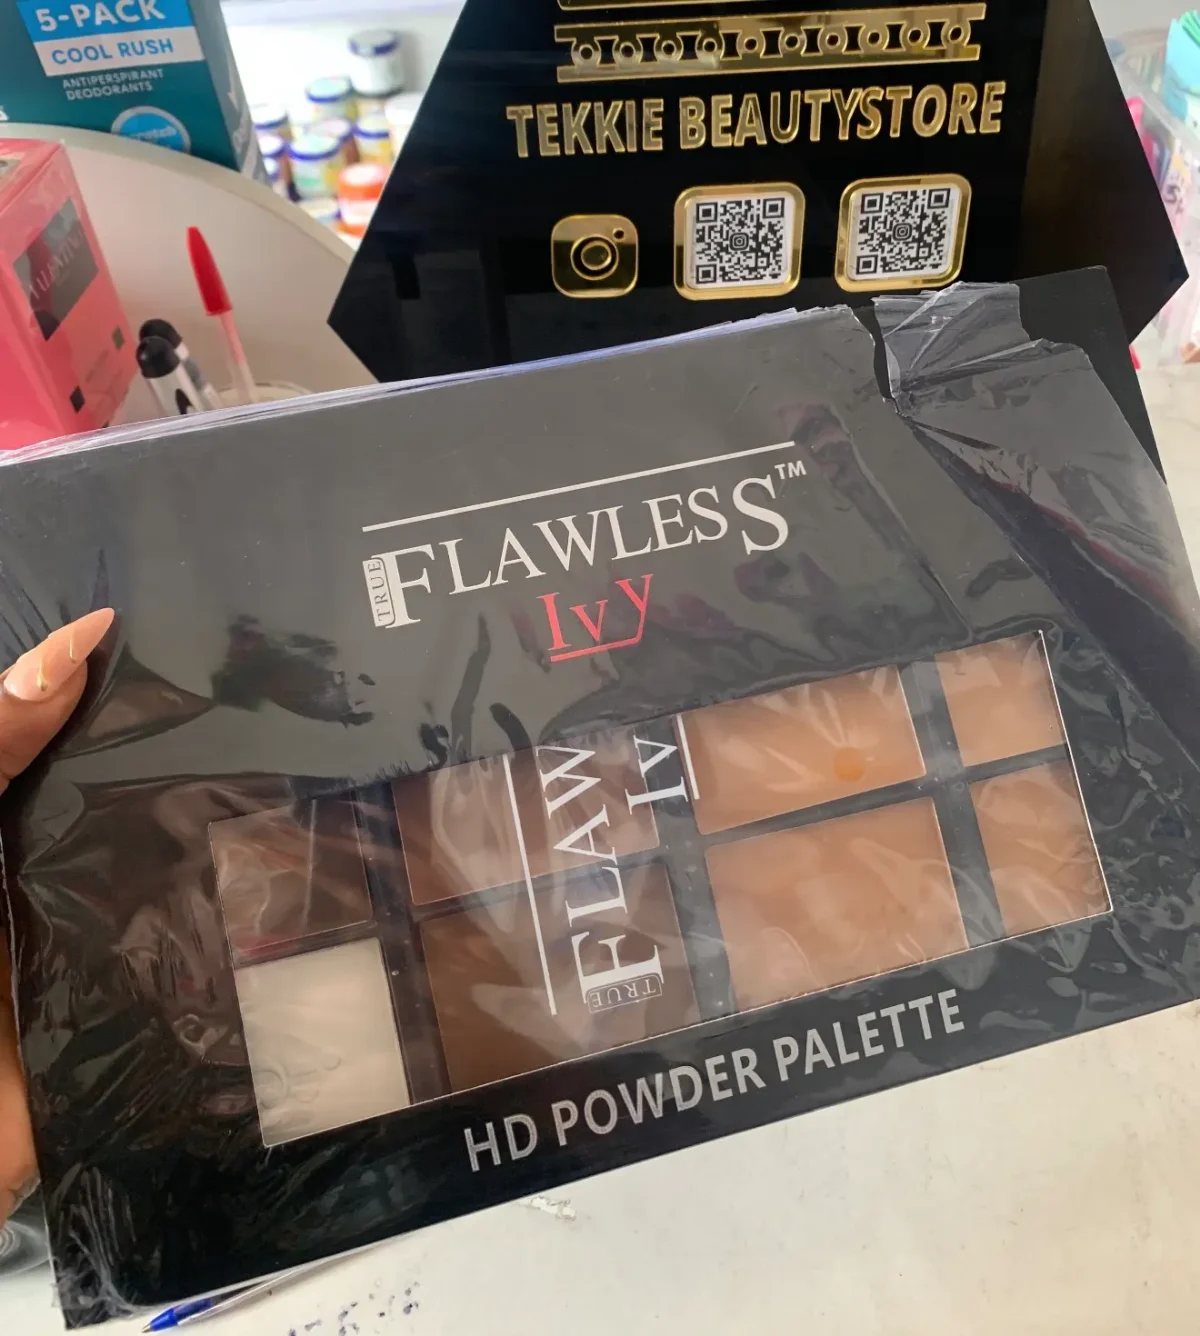 5-PACK
COOL RUSH
ANTIPERSPIRANT
DEODORANTS
TEKKIE BEAUTYSTORE
TRUE
FLAWLESS™
Ivy
TRUE
FLAW
Iv
HD POWDER PALETTE